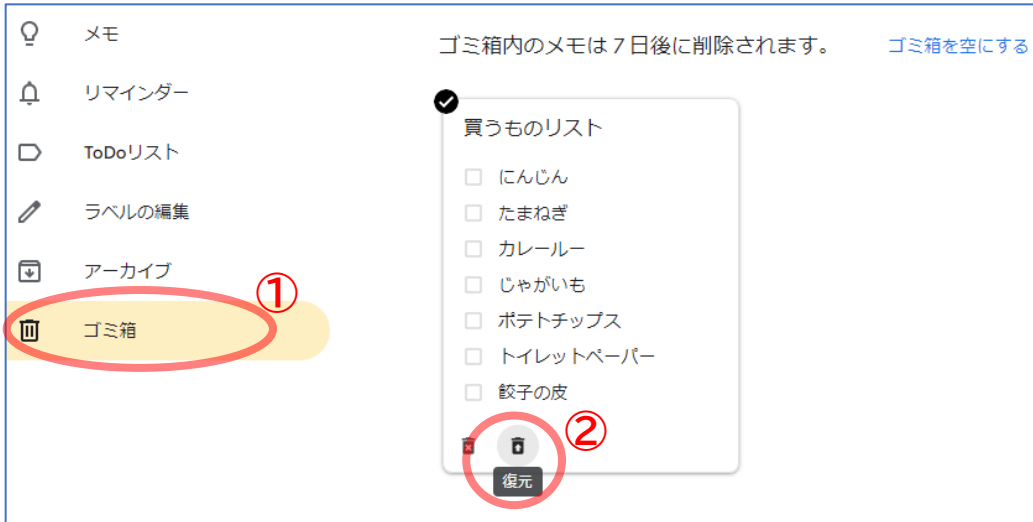 メモ
リマインダー
ToDoリスト
ラベルの編集
アーカイブ
①
ゴミ箱
ゴミ箱内のメモは 7 日後に削除されます。 ゴミ箱を空にする
買うものリスト
にんじん
たまねぎ
カレールー
じゃがいも
ポテトチップス
トイレットペーパー
餃子の皮
②
復元